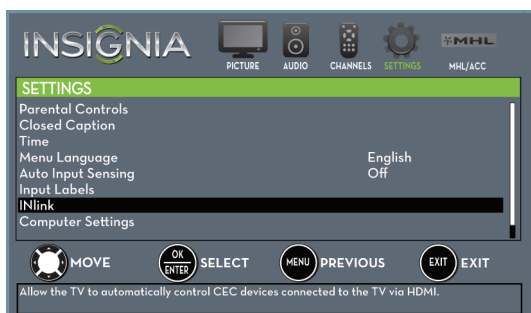 INSIGNIA
PICTURE AUDIO CHANNELS SETTINGS MHL MHL/ACC
SETTINGS
Parental Controls
Closed Caption
Time
Menu Language English
Auto Input Sensing Off
Input Labels
INlink
Computer Settings
MOVE OK ENTER SELECT MENU PREVIOUS EXIT EXIT
Allow the TV to automatically control CEC devices connected to the TV via HDMI.